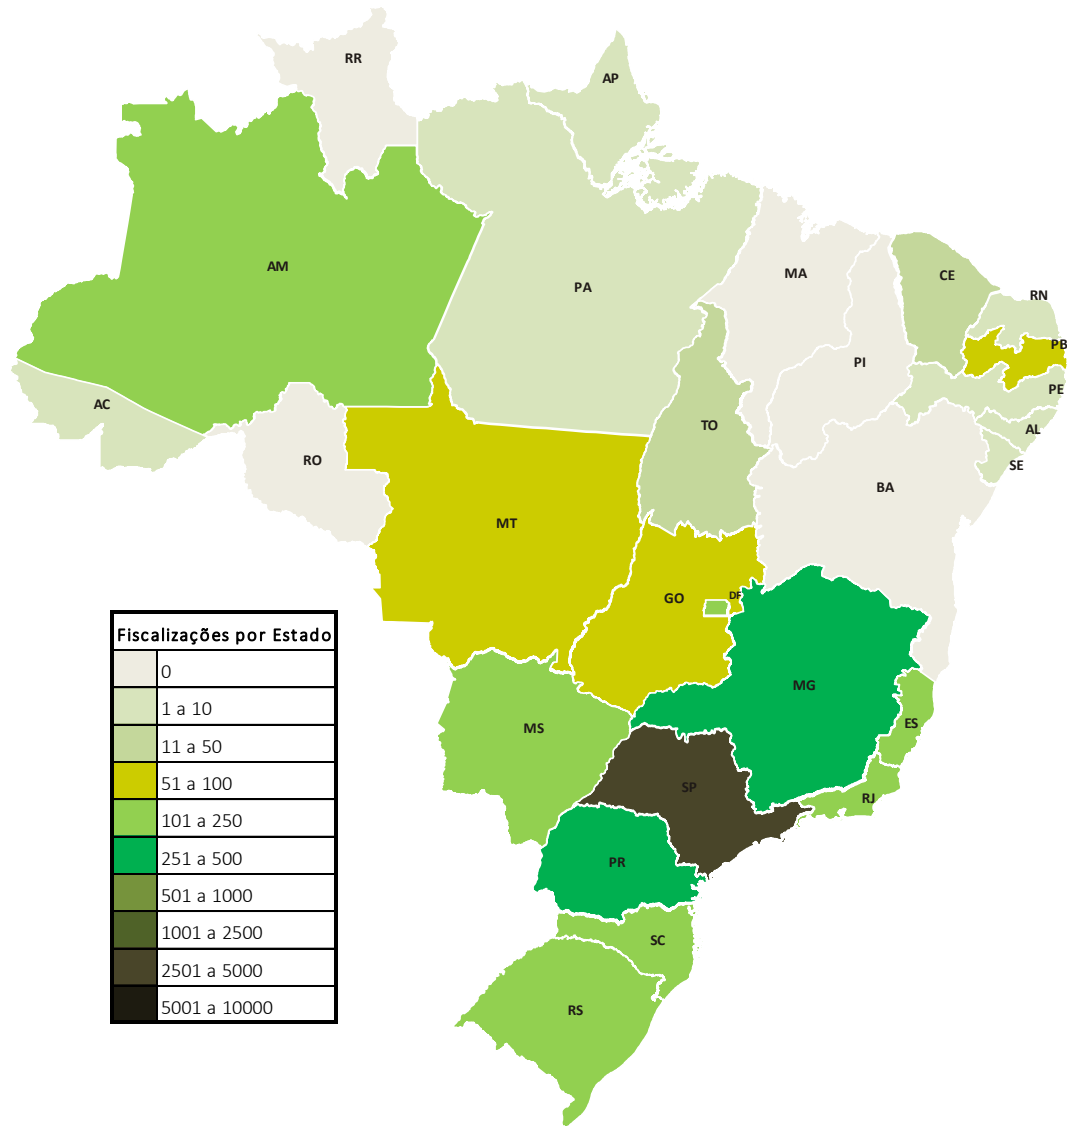 RR
AP
AM
PA
MA
CE
RN
PB
PI
PE
AC
TO
AL
RO
SE
BA
MT
GO
DF
MG
MS
ES
SP
RJ
PR
SC
RS
Fiscalizações por Estado
0
1 a 10
11 a 50
51 a 100
101 a 250
251 a 500
501 a 1000
1001 a 2500
2501 a 5000
5001 a 10000